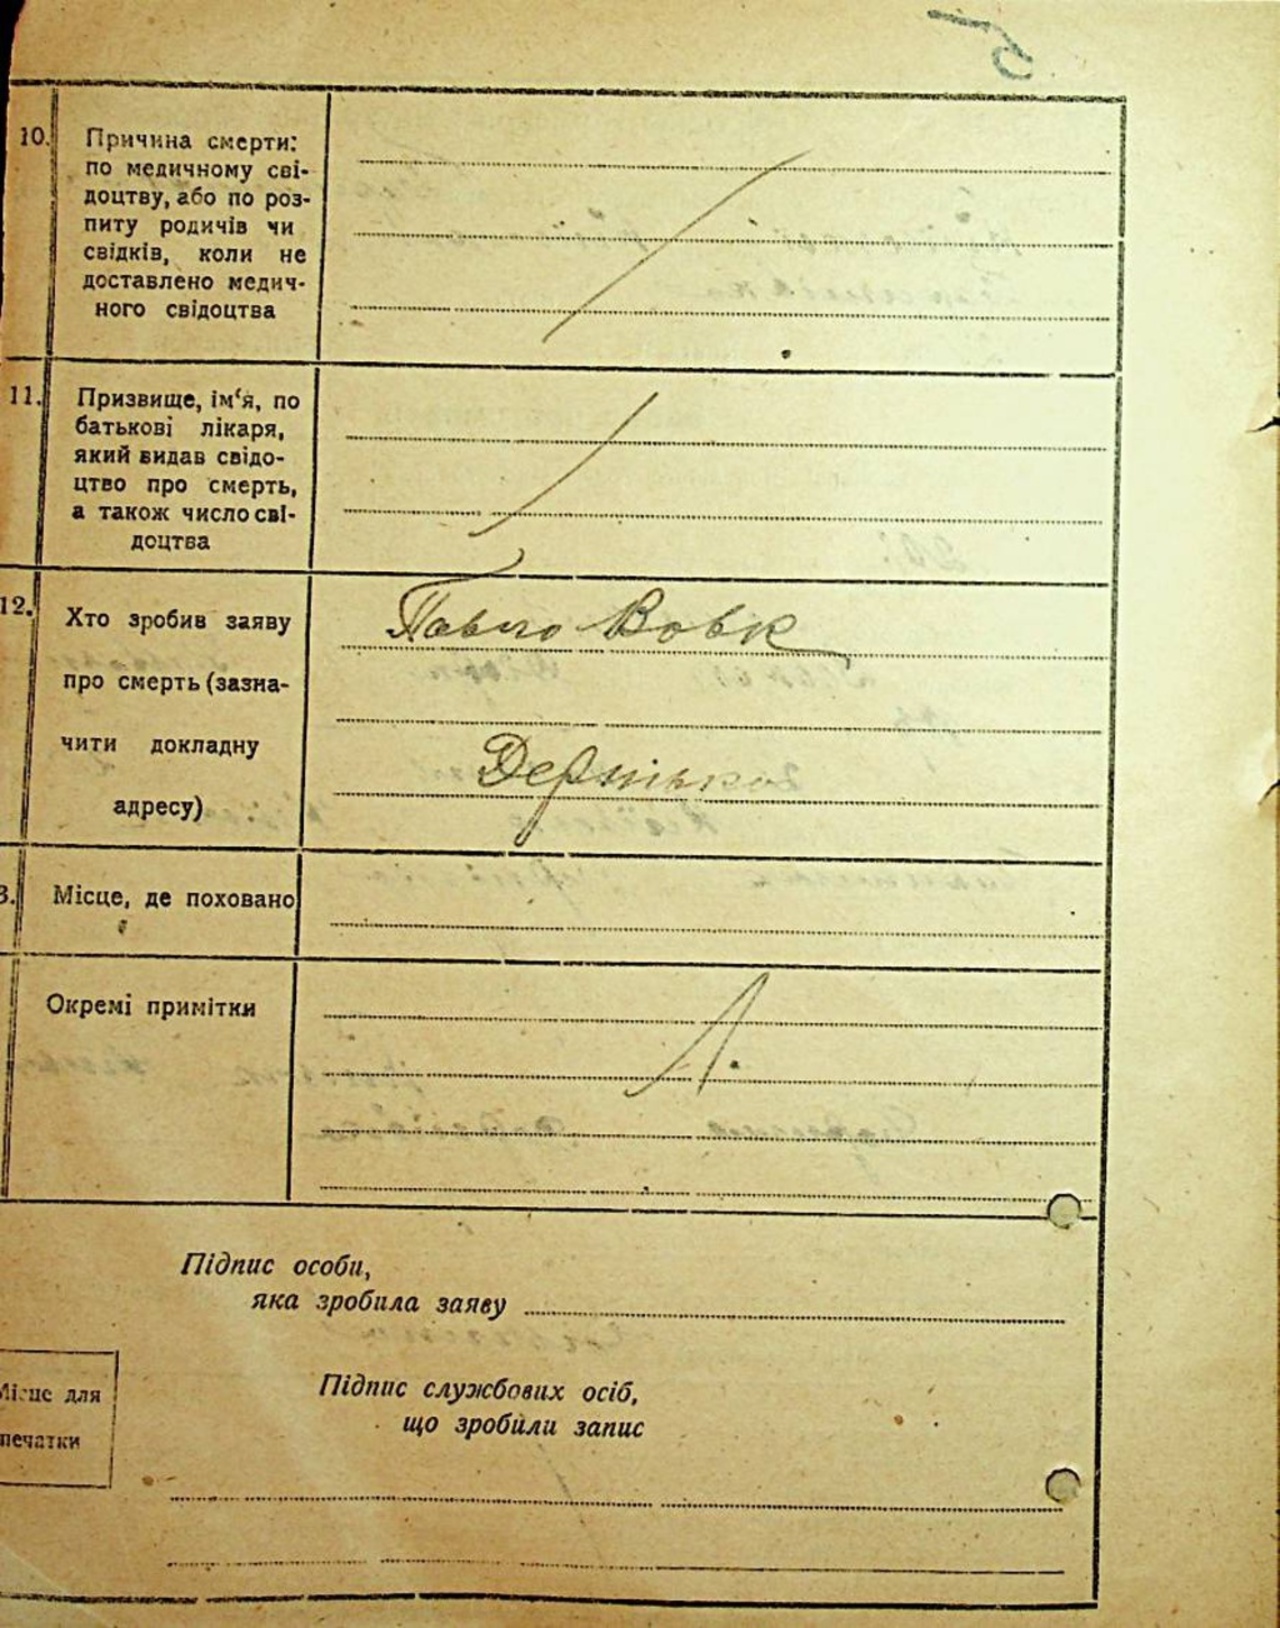 5
10.
Причина смерти:
по медичному сві-
доцтву, або по роз-
питу родичів чи
свідків, коли не
доставлено медич-
ного свідоцтва
11.
Призвище, ім‘я, по
батькові лікаря,
який видав свідо-
цтво про смерть,
а також число сві-
доцтва
12.
Хто зробив заяву
про смерть (зазна-
чити докладну
адресу)
Павло Вовк
3.
Місце, де поховано
Окремі примітки
Підпис особи,
яка зробила заяву
Місце для
печатки
Підпис службових осіб,
що зробили запис